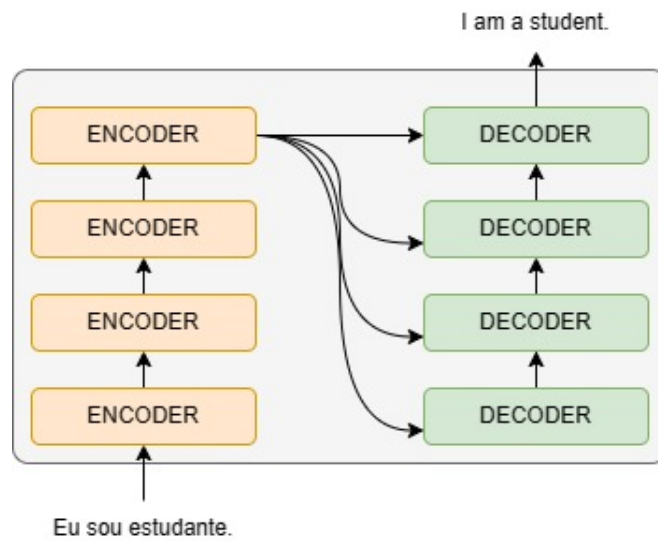 I am a student.
ENCODER
DECODER
ENCODER
DECODER
ENCODER
DECODER
ENCODER
DECODER
Eu sou estudante.